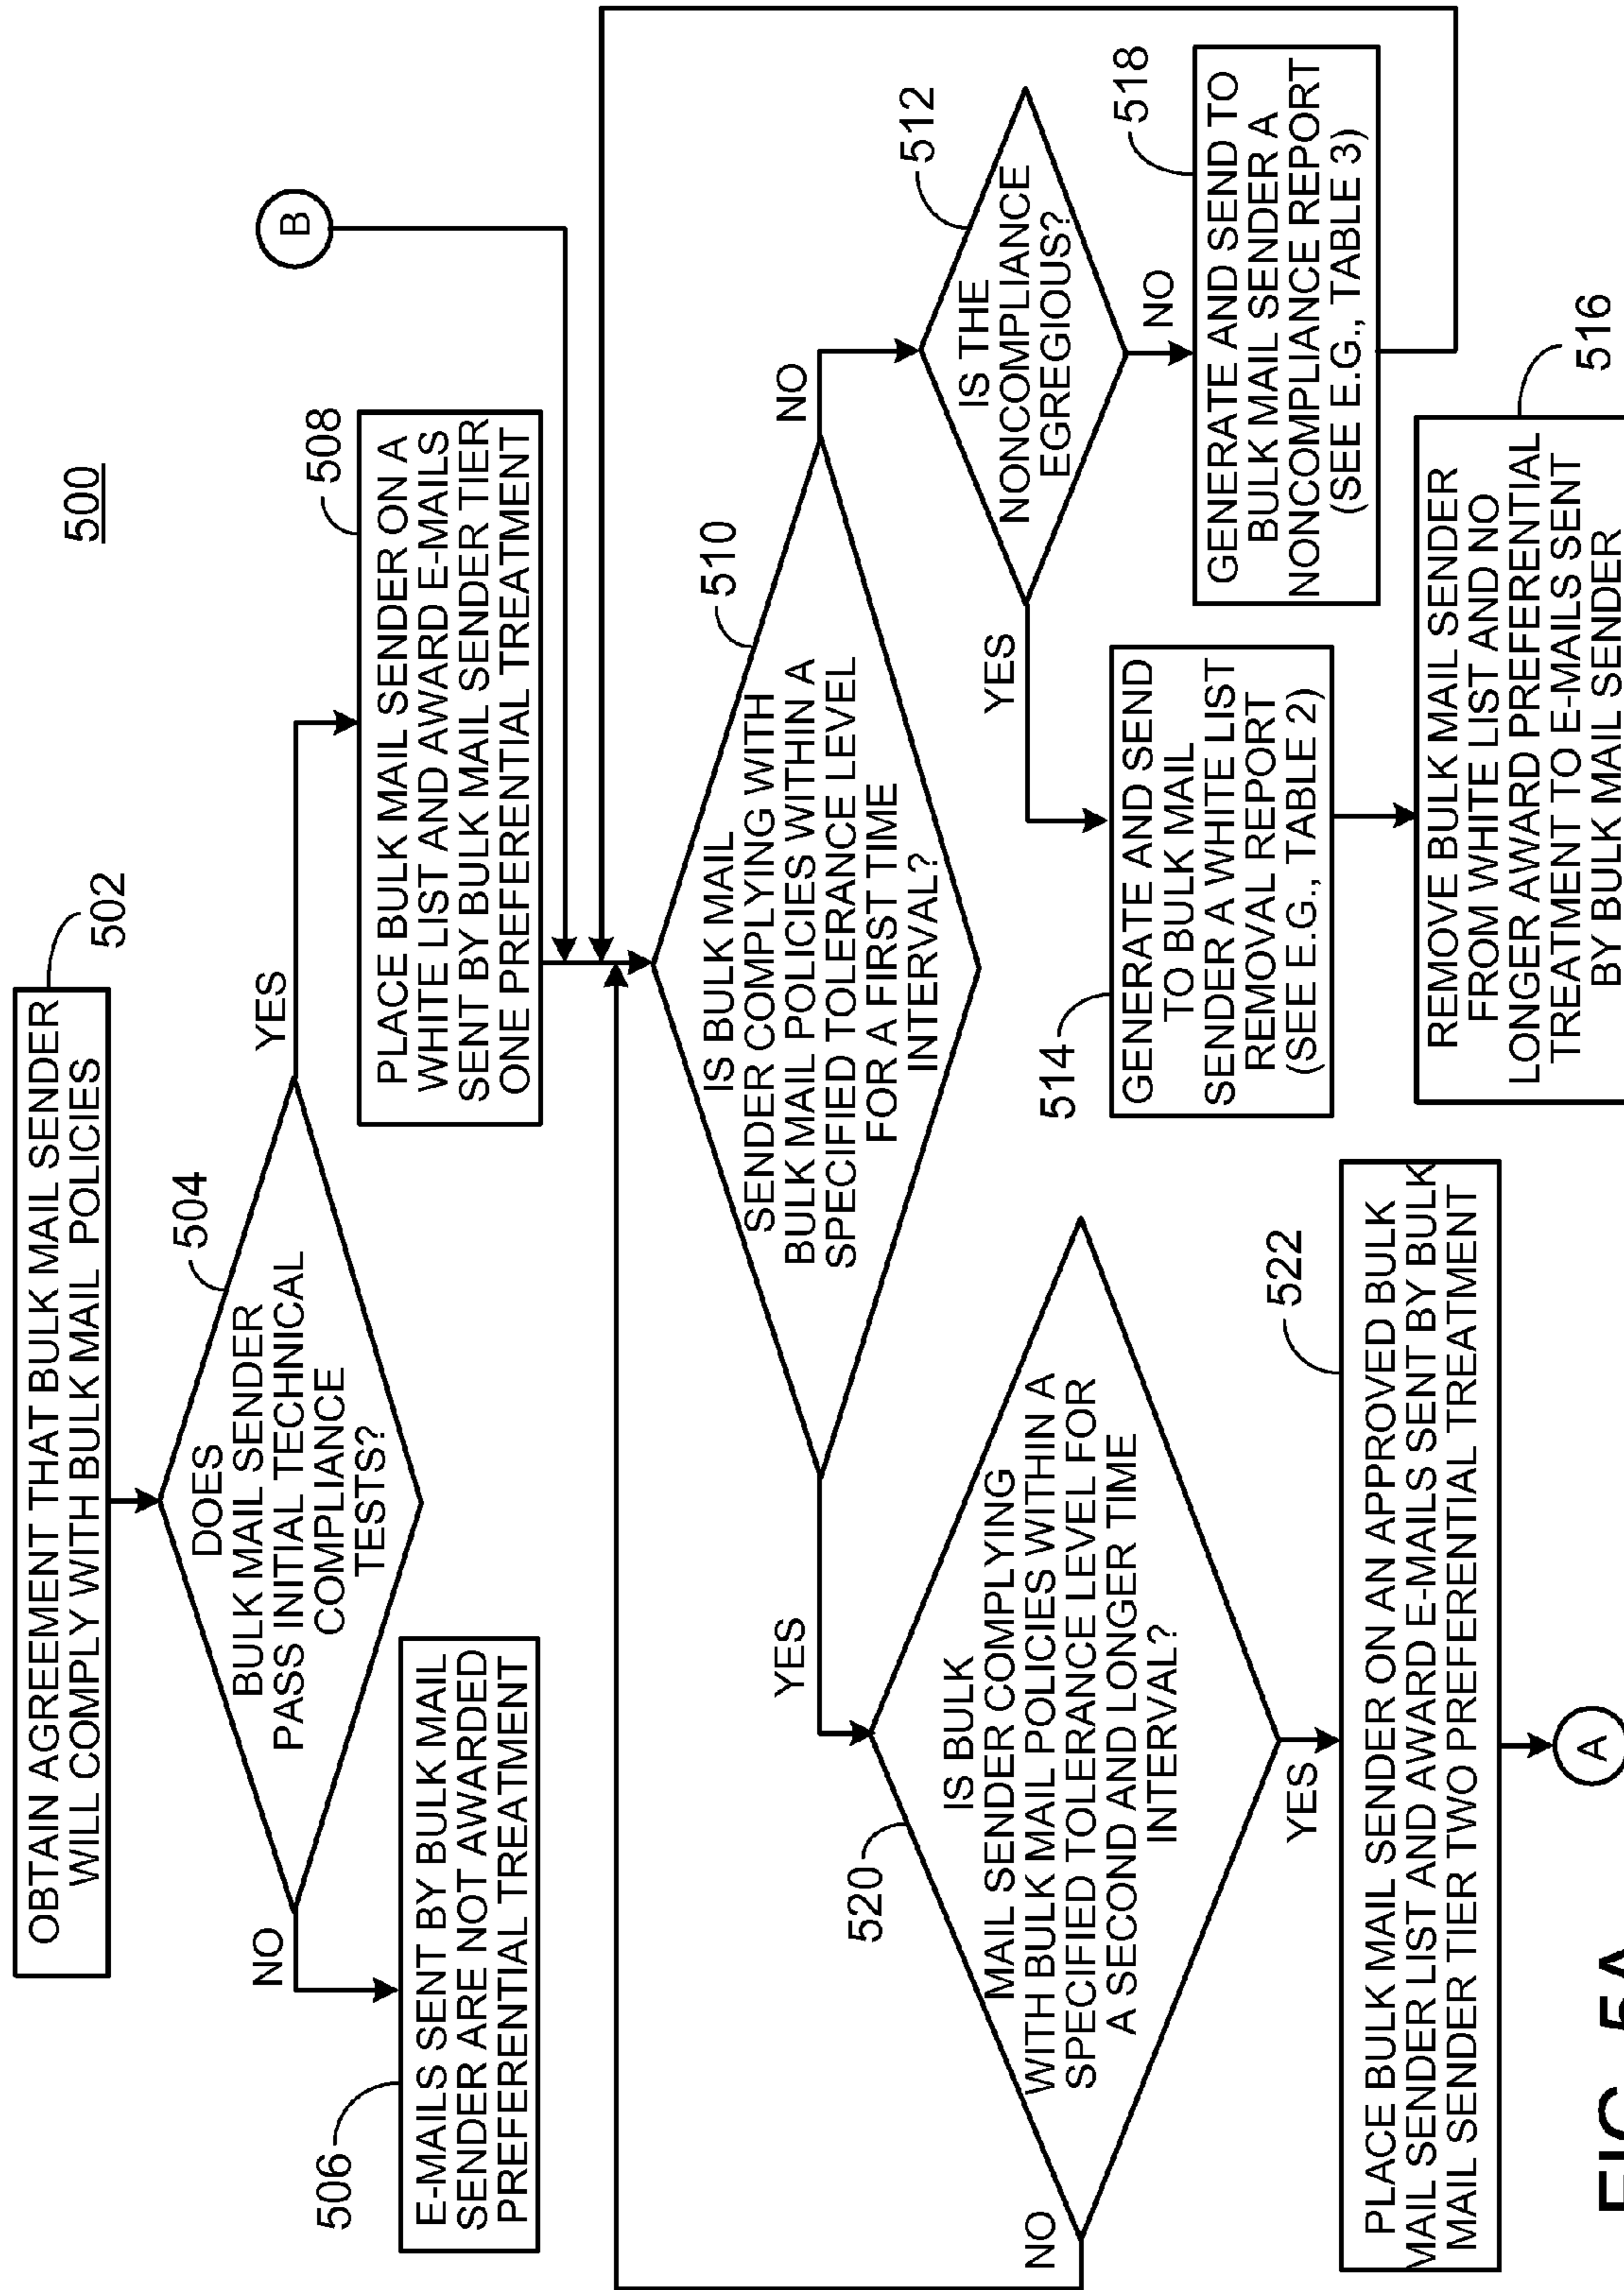 500
OBTAIN AGREEMENT THAT BULK MAIL SENDER
WILL COMPLY WITH BULK MAIL POLICIES
502
DOES
BULK MAIL SENDER
PASS INITIAL TECHNICAL
COMPLIANCE
TESTS?
504
NO
YES
E-MAILS SENT BY BULK MAIL
SENDER ARE NOT AWARDED
PREFERENTIAL TREATMENT
506
PLACE BULK MAIL SENDER ON A
WHITE LIST AND AWARD E-MAILS
SENT BY BULK MAIL SENDER TIER
ONE PREFERENTIAL TREATMENT
508
B
IS BULK MAIL
SENDER COMPLYING WITH
BULK MAIL POLICIES WITHIN A
SPECIFIED TOLERANCE LEVEL
FOR A FIRST TIME
INTERVAL?
510
YES
NO
IS THE
NONCOMPLIANCE
EGREGIOUS?
512
YES
NO
GENERATE AND SEND
TO BULK MAIL
SENDER A WHITE LIST
REMOVAL REPORT
(SEE E.G., TABLE 2)
514
GENERATE AND SEND TO
BULK MAIL SENDER A
NONCOMPLIANCE REPORT
(SEE E.G., TABLE 3)
518
REMOVE BULK MAIL SENDER
FROM WHITE LIST AND NO
LONGER AWARD PREFERENTIAL
TREATMENT TO E-MAILS SENT
BY BULK MAIL SENDER
516
IS BULK
MAIL SENDER COMPLYING
WITH BULK MAIL POLICIES WITHIN A
SPECIFIED TOLERANCE LEVEL FOR
A SECOND AND LONGER TIME
INTERVAL?
520
NO
YES
PLACE BULK MAIL SENDER ON AN APPROVED BULK
MAIL SENDER LIST AND AWARD E-MAILS SENT BY BULK
MAIL SENDER TIER TWO PREFERENTIAL TREATMENT
522
A
FIG. 5A